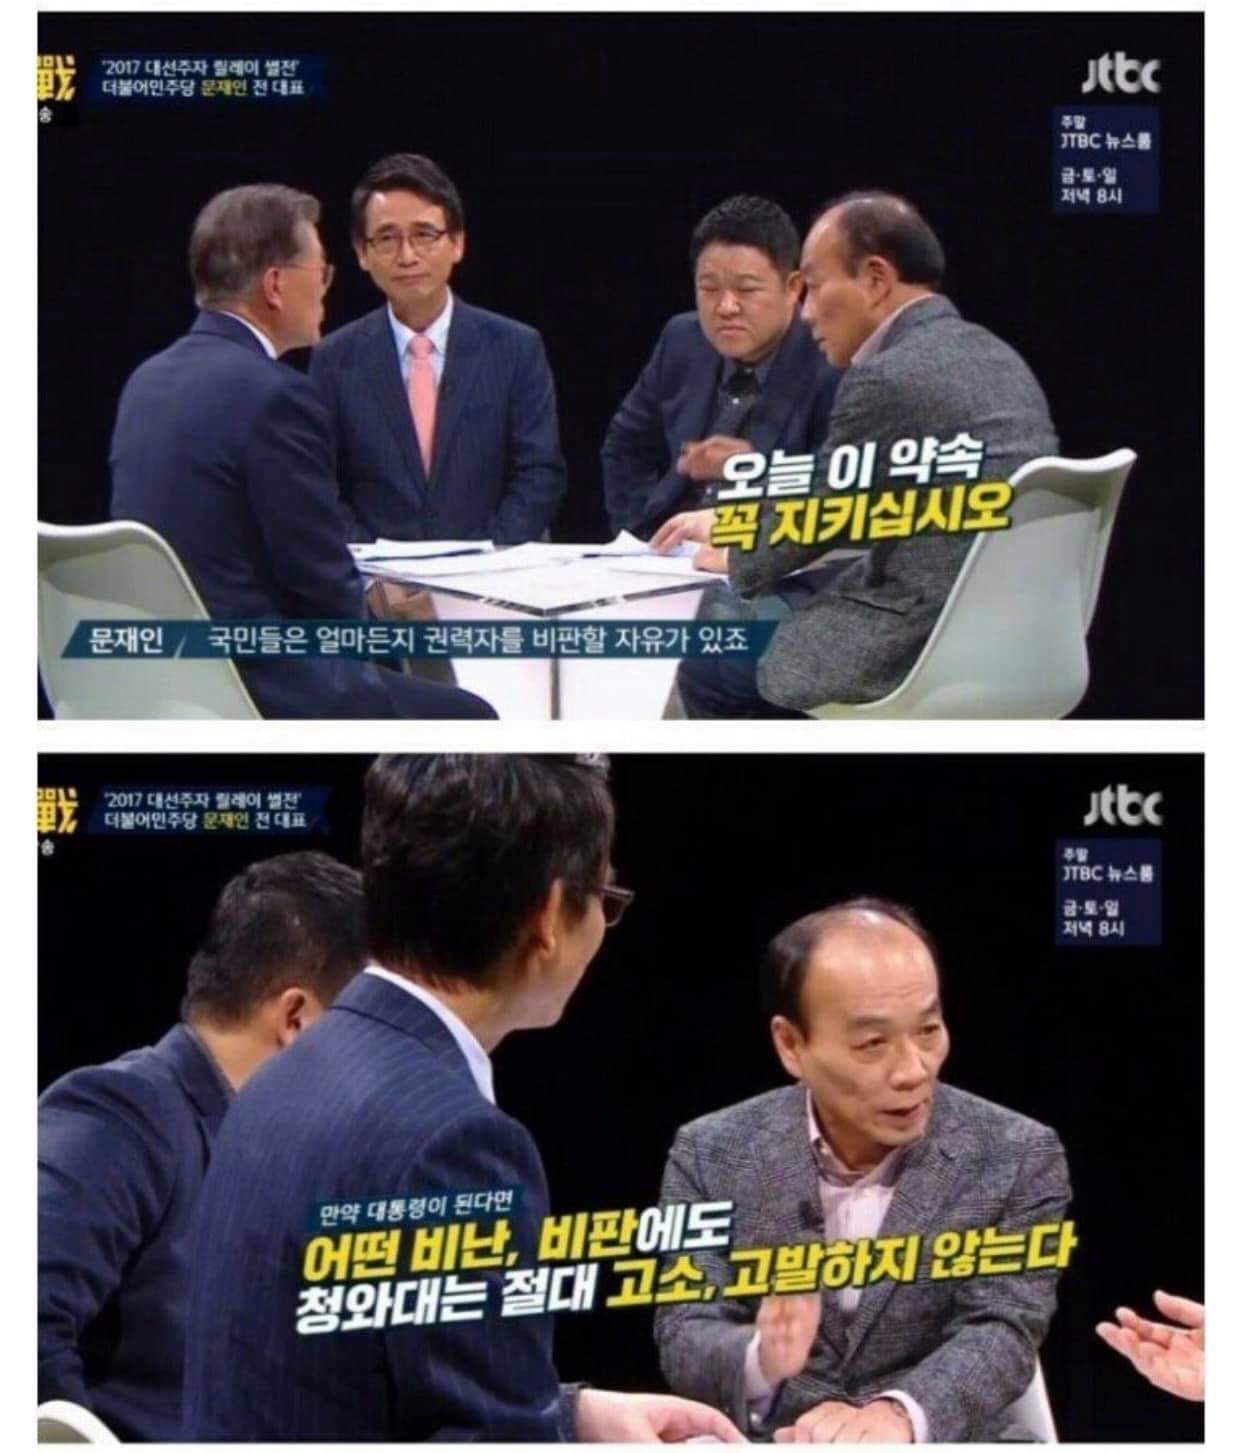 戰
송
'2017 대선주자 릴레이 썰전'
더불어민주당 문재인 전 대표
jtbc
주말
JTBC 뉴스룸
금·토·일
저녁 8시
오늘 이 약속
꼭 지키십시오
문재인 / 국민들은 얼마든지 권력자를 비판할 자유가 있죠
戰
송
'2017 대선주자 릴레이 썰전'
더불어민주당 문재인 전 대표
jtbc
주말
JTBC 뉴스룸
금·토·일
저녁 8시
만약 대통령이 된다면
어떤 비난, 비판에도
청와대는 절대 고소, 고발하지 않는다